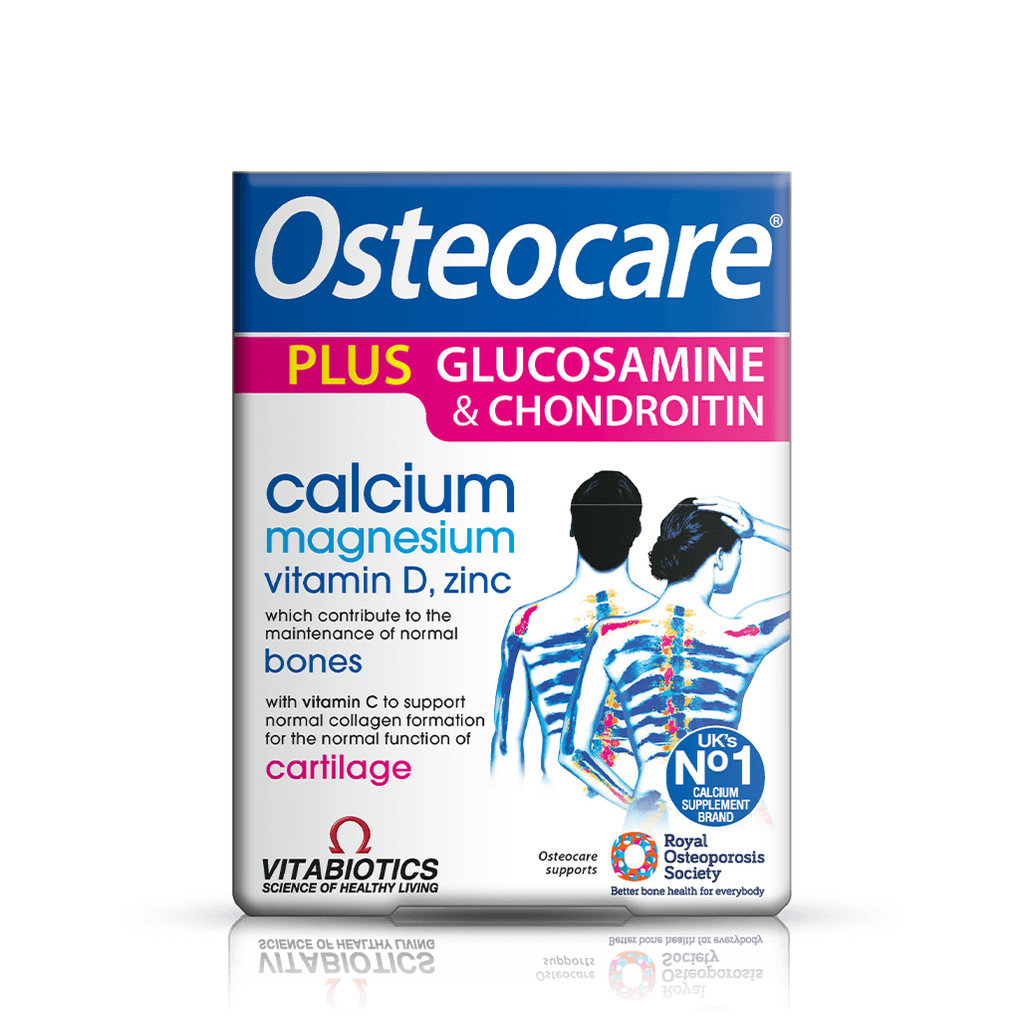 Osteocare®
PLUS GLUCOSAMINE
& CHONDROITIN
calcium
magnesium
vitamin D, zinc
which contribute to the
maintenance of normal
bones
with vitamin C to support
normal collagen formation
for the normal function of
cartilage
UK's
Nº1
CALCIUM
SUPPLEMENT
BRAND
VITABIOTICS
SCIENCE OF HEALTHY LIVING
Osteocare
supports
Royal
Osteoporosis
Society
Better bone health for everybody